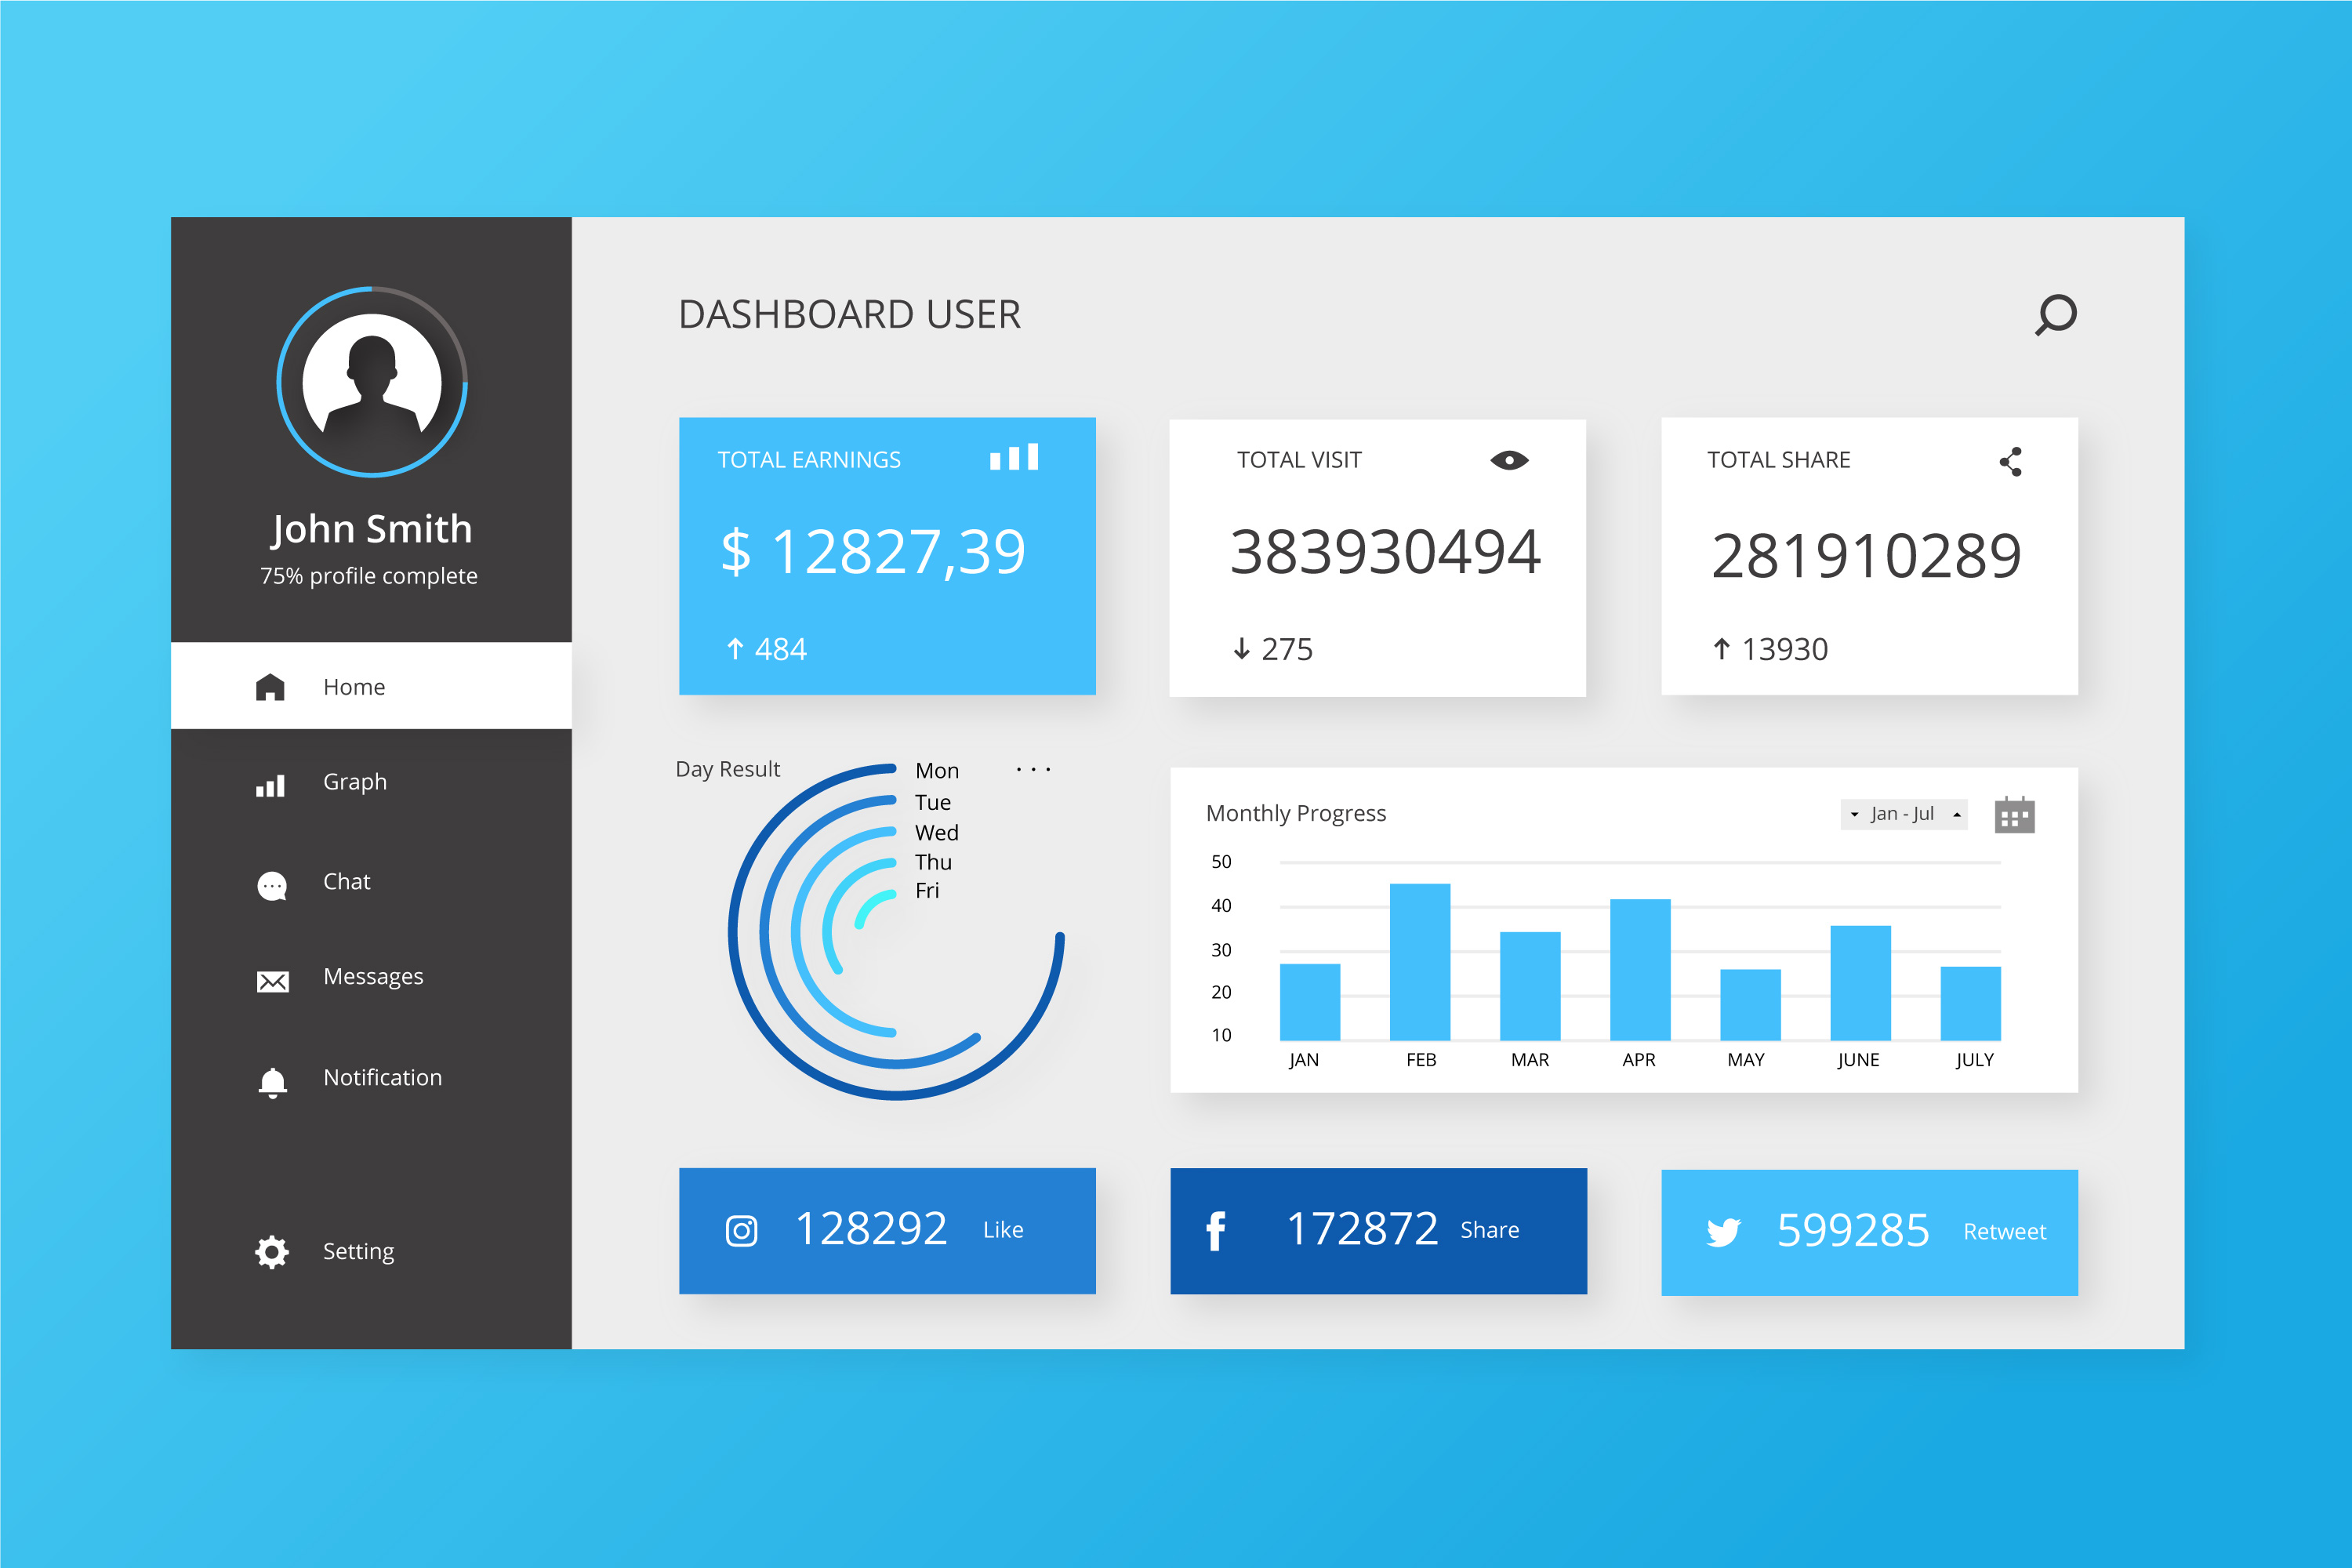 John Smith
75% profile complete
Home
Graph
Chat
Messages
Notification
Setting
DASHBOARD USER
TOTAL EARNINGS
$ 12827,39
↑ 484
TOTAL VISIT
383930494
↓ 275
TOTAL SHARE
281910289
↑ 13930
Day Result
Mon
Tue
Wed
Thu
Fri
Monthly Progress
Jan - Jul
50
40
30
20
10
JAN FEB MAR APR MAY JUNE JULY
128292 Like
172872 Share
599285 Retweet